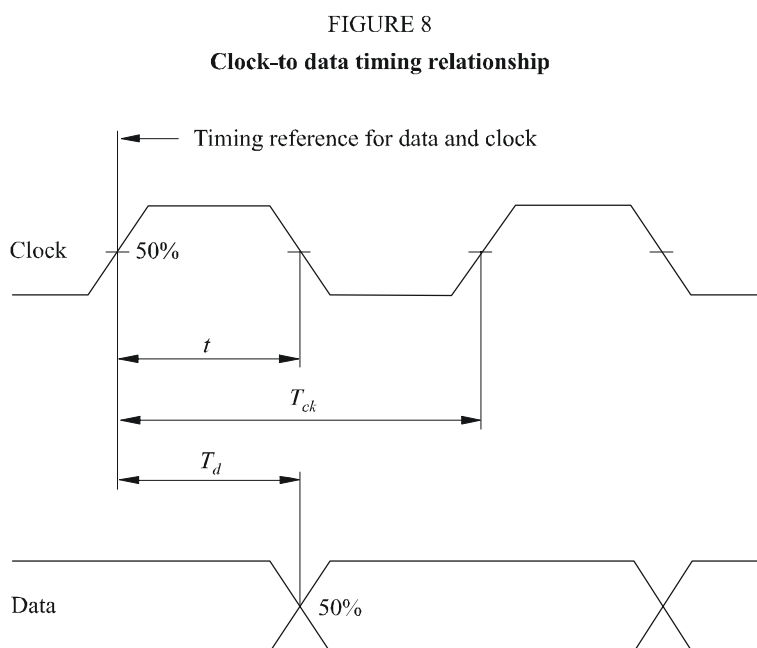 FIGURE 8
Clock-to data timing relationship
Timing reference for data and clock
Clock
50%
t
Tck
Td
Data
50%